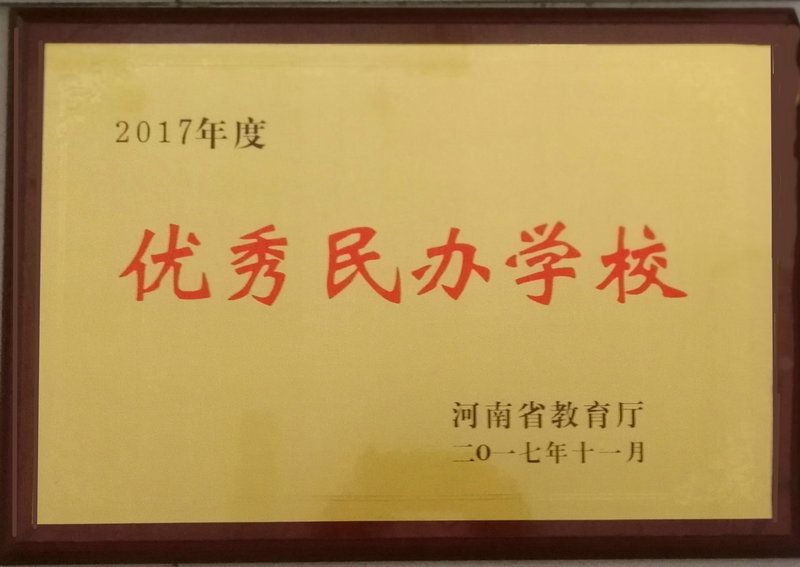 2017年度
优秀民办学校
河南省教育厅
二〇一七年十一月